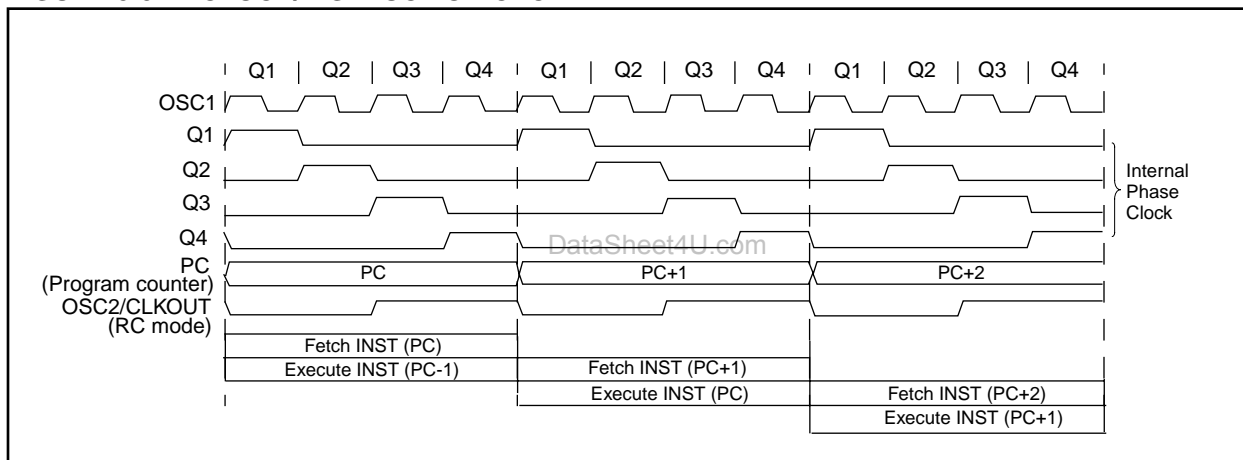 Q1 | Q2 | Q3 | Q4 | Q1 | Q2 | Q3 | Q4 | Q1 | Q2 | Q3 | Q4
OSC1
Q1
Q2
Q3
Q4
Internal
Phase
Clock
DataSheet4U.com
PC
(Program counter)
PC
PC+1
PC+2
OSC2/CLKOUT
(RC mode)
Fetch INST (PC)
Execute INST (PC-1)
Fetch INST (PC+1)
Execute INST (PC)
Fetch INST (PC+2)
Execute INST (PC+1)